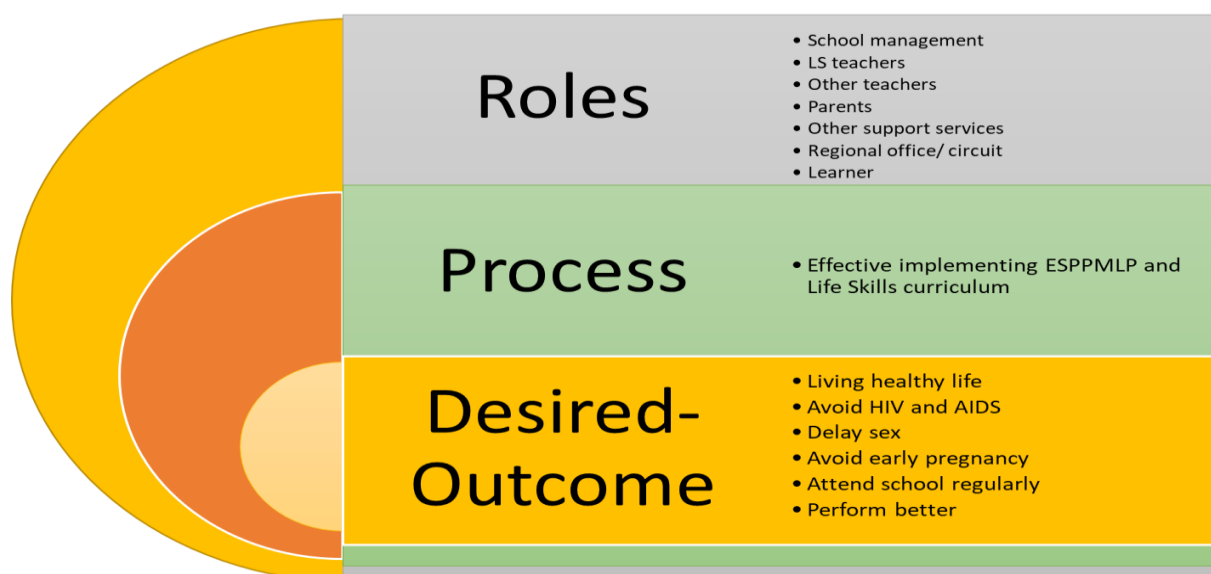 Roles
• School management
• LS teachers
• Other teachers
• Parents
• Other support services
• Regional office/ circuit
• Learner
Process
• Effective implementing ESPPMLP and
Life Skills curriculum
Desired-
Outcome
• Living healthy life
• Avoid HIV and AIDS
• Delay sex
• Avoid early pregnancy
• Attend school regularly
• Perform better